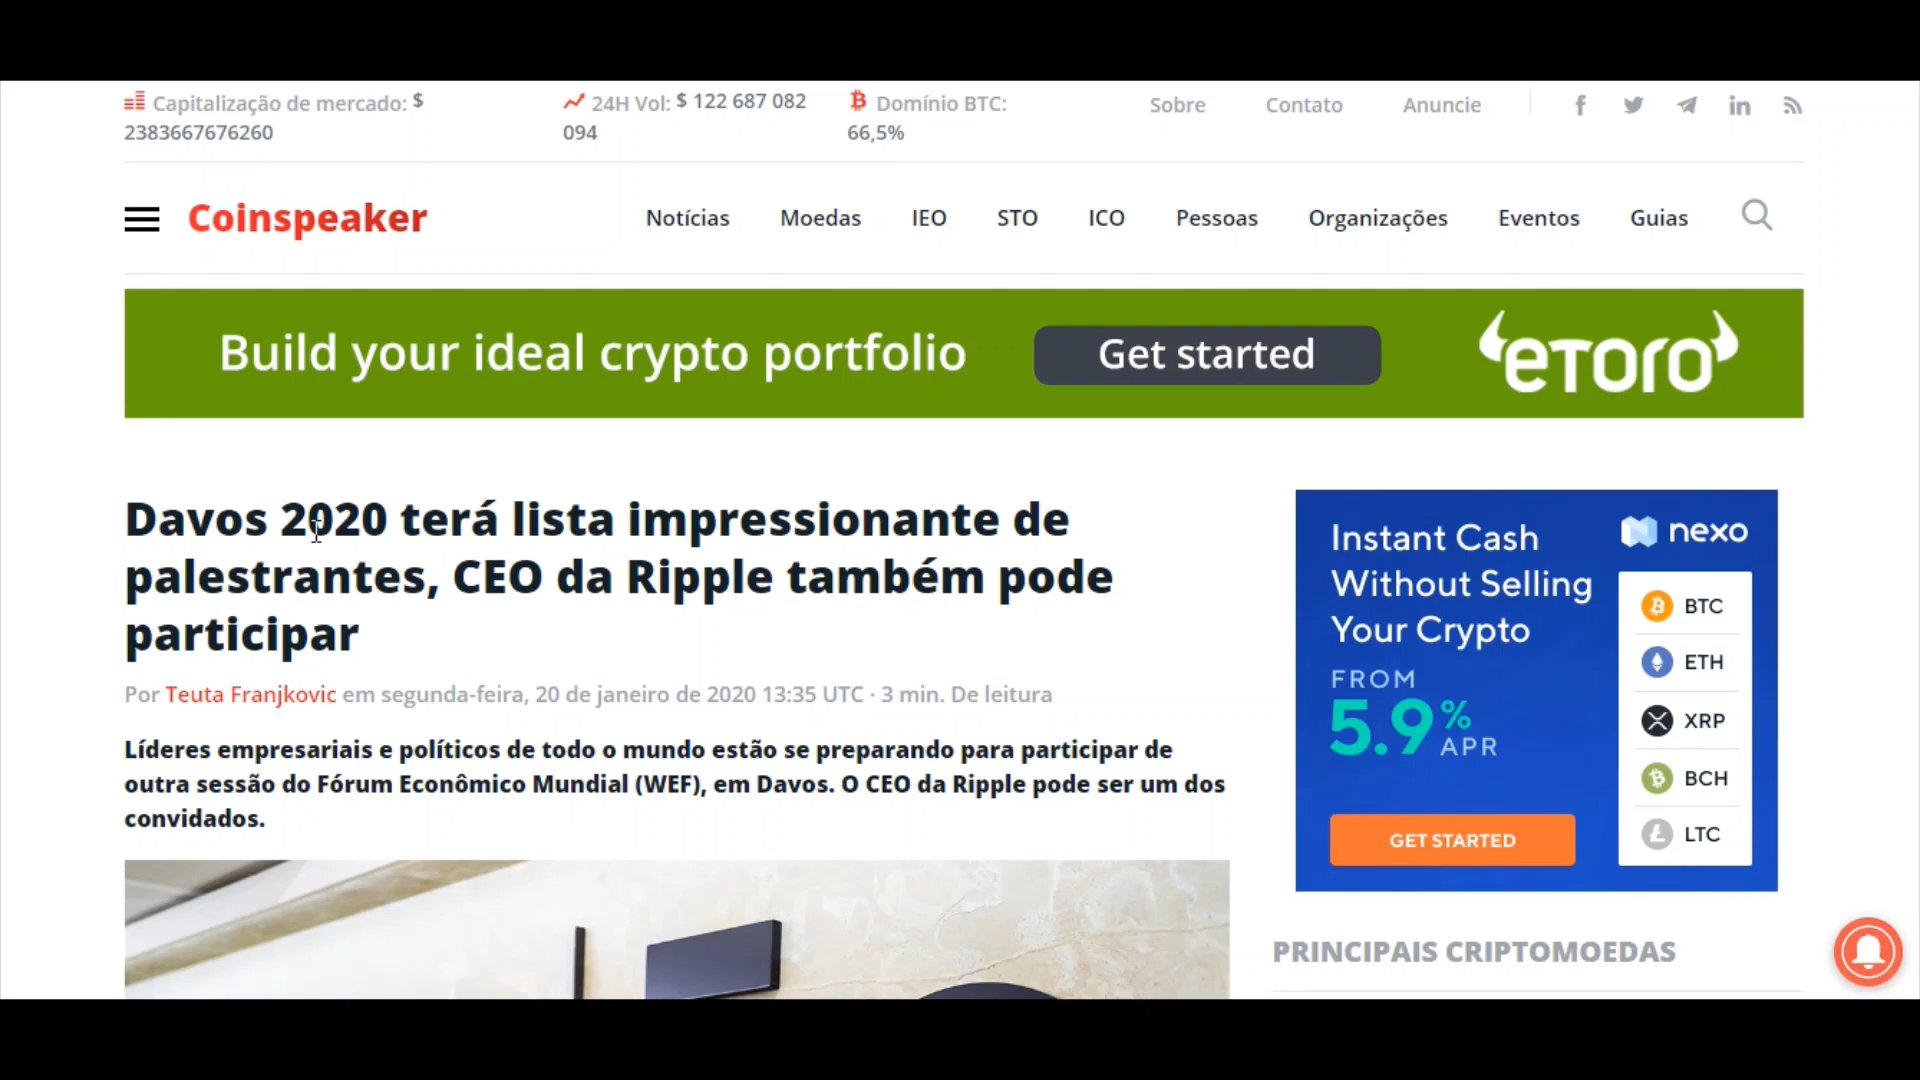 Capitalização de mercado: $
2383667676260
24H Vol: $ 122 687 082
094
Domínio BTC:
66,5%
Sobre
Contato
Anuncie
Coinspeaker
Notícias
Moedas
IEO
STO
ICO
Pessoas
Organizações
Eventos
Guias
Build your ideal crypto portfolio
Get started
eToro
Davos 2020 terá lista impressionante de
palestrantes, CEO da Ripple também pode
participar
Por Teuta Franjkovic em segunda-feira, 20 de janeiro de 2020 13:35 UTC · 3 min. De leitura
Líderes empresariais e políticos de todo o mundo estão se preparando para participar de
outra sessão do Fórum Econômico Mundial (WEF), em Davos. O CEO da Ripple pode ser um dos
convidados.
Instant Cash
Without Selling
Your Crypto
FROM
5.9% APR
GET STARTED
nexo
BTC
ETH
XRP
BCH
LTC
PRINCIPAIS CRIPTOMOEDAS